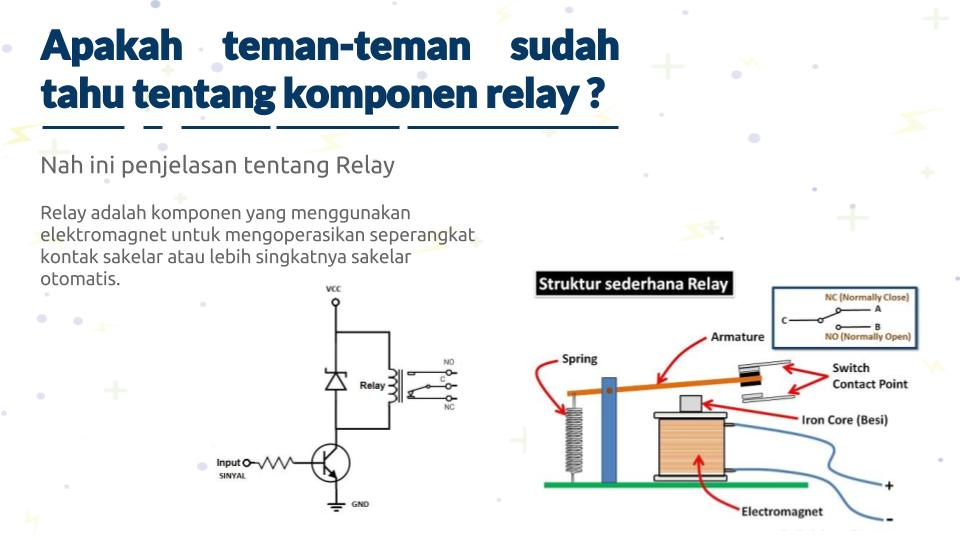 Apakah teman-teman sudah
tahu tentang komponen relay ?
Nah ini penjelasan tentang Relay
Relay adalah komponen yang menggunakan
elektromagnet untuk mengoperasikan seperangkat
kontak sakelar atau lebih singkatnya sakelar
otomatis.
VCC
NO
Relay
C
NC
Input
SINYAL
GND
Struktur sederhana Relay
NC (Normally Close)
A
C
B
NO (Normally Open)
Armature
Spring
Switch
Contact Point
Iron Core (Besi)
+
Electromagnet
-